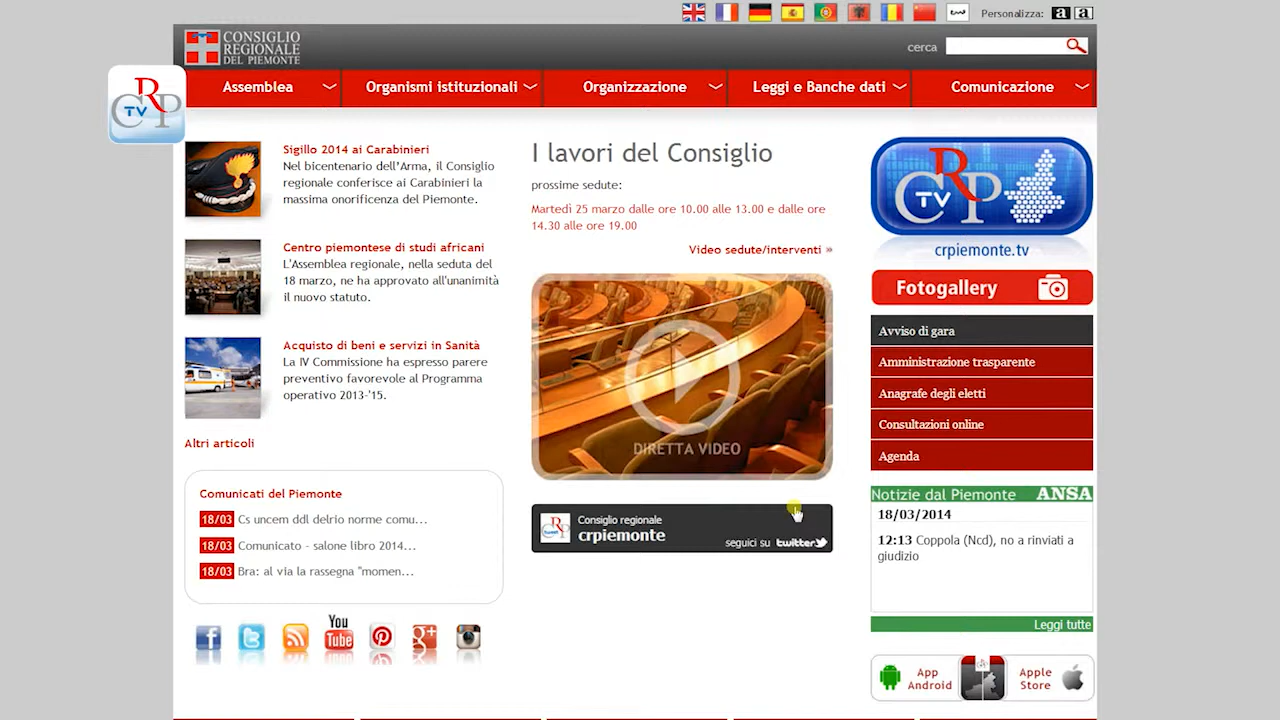 Personalizza: a a
CONSIGLIO
REGIONALE
DEL PIEMONTE
cerca
CRP
TV
Assemblea
Organismi istituzionali
Organizzazione
Leggi e Banche dati
Comunicazione
Sigillo 2014 ai Carabinieri
Nel bicentenario dell’Arma, il Consiglio
regionale conferisce ai Carabinieri la
massima onorificenza del Piemonte.
Centro piemontese di studi africani
L'Assemblea regionale, nella seduta del
18 marzo, ne ha approvato all'unanimità
il nuovo statuto.
Acquisto di beni e servizi in Sanità
La IV Commissione ha espresso parere
preventivo favorevole al Programma
operativo 2013-'15.
Altri articoli
Comunicati del Piemonte
18/03 Cs uncem ddl delrio norme comu...
18/03 Comunicato - salone libro 2014...
18/03 Bra: al via la rassegna "momen...
You
Tube
I lavori del Consiglio
prossime sedute:
Martedì 25 marzo dalle ore 10.00 alle 13.00 e dalle ore
14.30 alle ore 19.00
Video sedute/interventi »
DIRETTA VIDEO
Consiglio regionale
crpiemonte
seguici su twitter
CRP
TV
crpiemonte.tv
Fotogallery
Avviso di gara
Amministrazione trasparente
Anagrafe degli eletti
Consultazioni online
Agenda
Notizie dal Piemonte ANSA
18/03/2014
12:13 Coppola (Ncd), no a rinviati a
giudizio
Leggi tutte
App
Android
Apple
Store